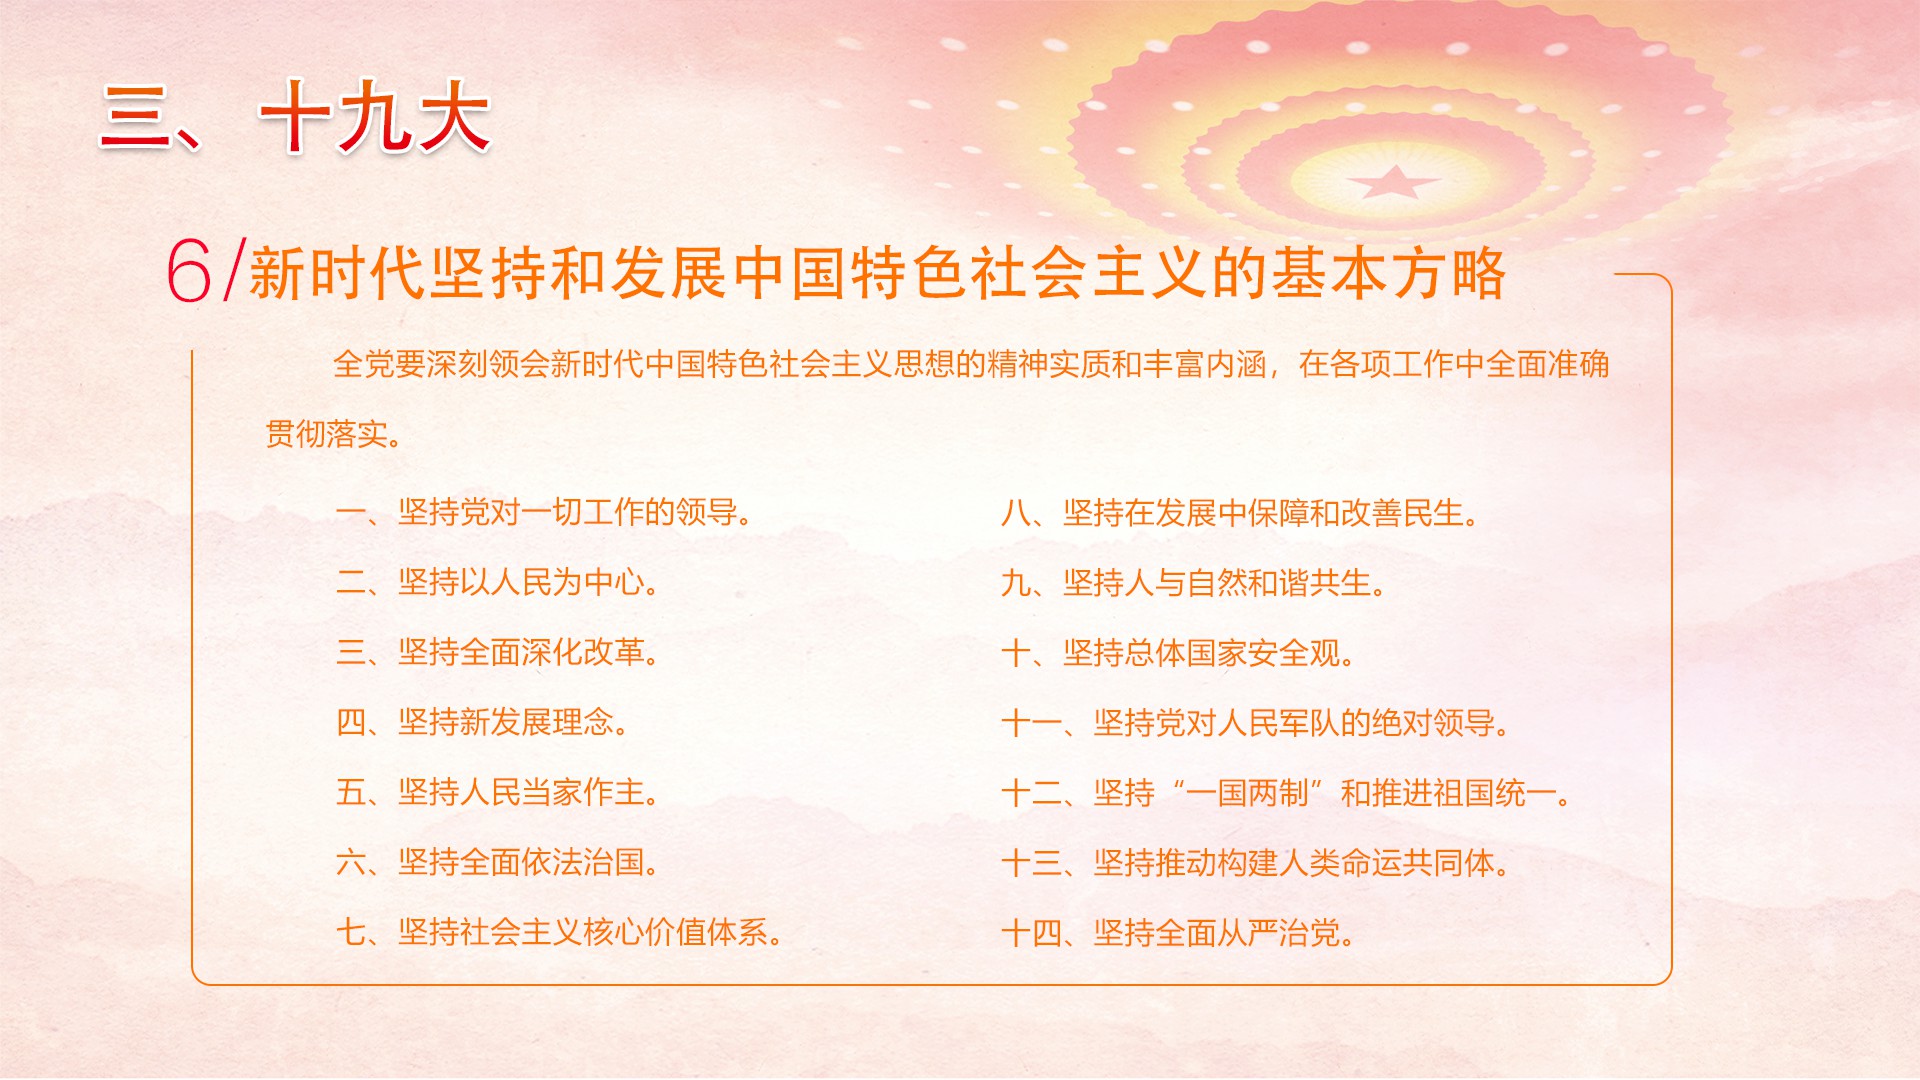 三、十九大
6/新时代坚持和发展中国特色社会主义的基本方略
全党要深刻领会新时代中国特色社会主义思想的精神实质和丰富内涵，在各项工作中全面准确
贯彻落实。
一、坚持党对一切工作的领导。
二、坚持以人民为中心。
三、坚持全面深化改革。
四、坚持新发展理念。
五、坚持人民当家作主。
六、坚持全面依法治国。
七、坚持社会主义核心价值体系。
八、坚持在发展中保障和改善民生。
九、坚持人与自然和谐共生。
十、坚持总体国家安全观。
十一、坚持党对人民军队的绝对领导。
十二、坚持“一国两制”和推进祖国统一。
十三、坚持推动构建人类命运共同体。
十四、坚持全面从严治党。